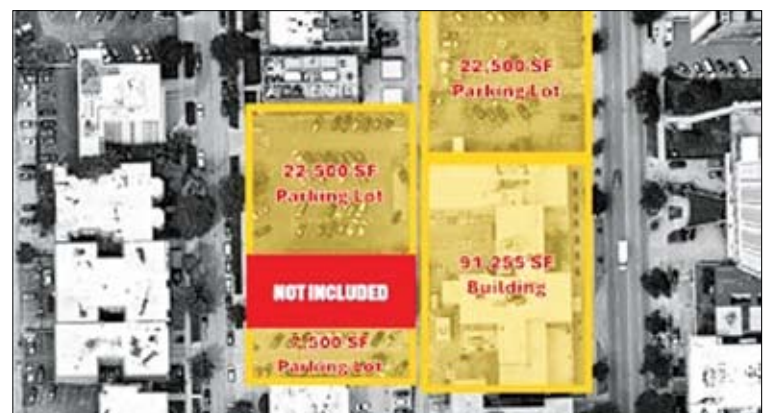 22,500 SF
Parking Lot
22,500 SF
Parking Lot
91,255 SF
Building
NOT INCLUDED
7,500 SF
Parking Lot